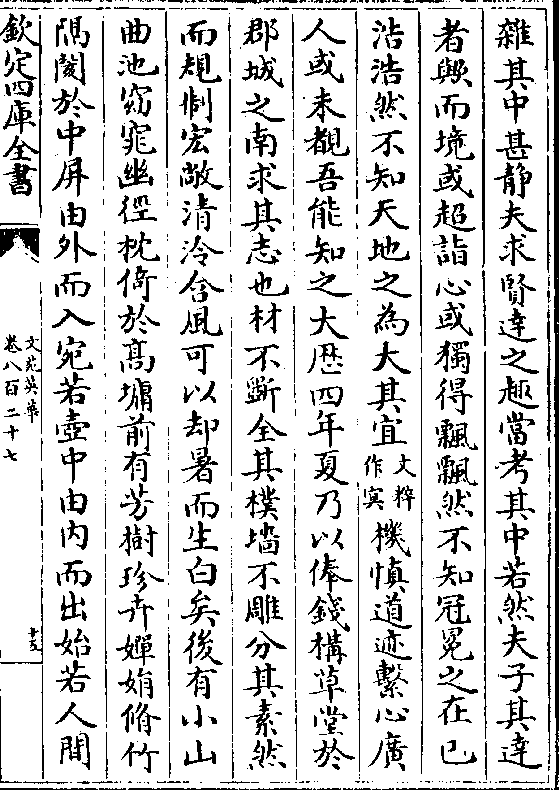 雜其中甚靜夫求賢達之趣當考其中若然夫子其達
者歟而境或超詣心或獨得飄飄然不知冠冕之在已
浩浩然不知天地之為大其宜文粹作寘機慎道迹繫心廣
人或未覩吾能知之大厯四年夏乃以俸錢構草堂於
郡城之南求其志也材不斵全其樸墻不雕分其素然
而規制宏敞清泠含風可以却暑而生白矣後有小山
曲池窈窕幽徑枕倚於高墉前有芳樹珍卉嬋娟脩竹
隔閡於中屏由外而入宛若壺中由内而出始若人間
欽定四庫全書
文苑英華
卷八百二十七
十五